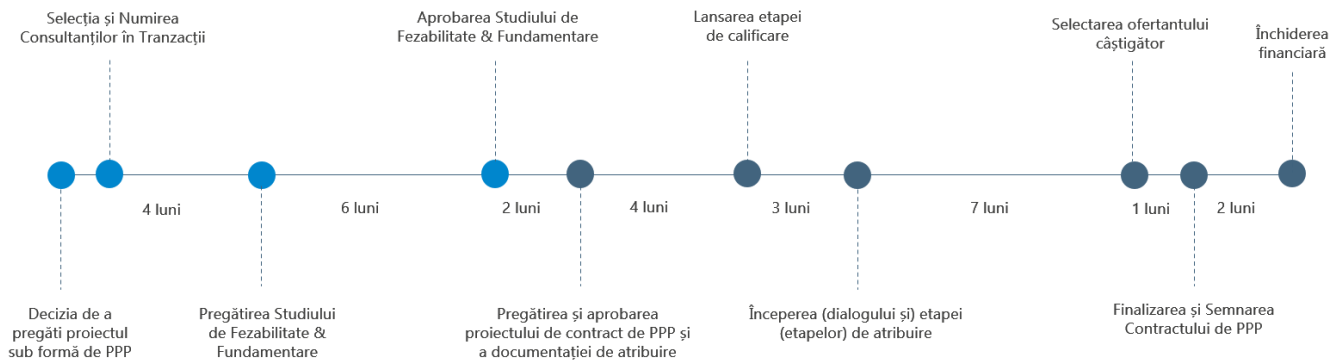 Selecția și Numirea
Consultanților în Tranzacții
Aprobarea Studiului de
Fezabilitate & Fundamentare
Lansarea etapei
de calificare
Selectarea ofertantului
câștigător
Închiderea
financiară
4 luni
6 luni
2 luni
4 luni
3 luni
7 luni
1 luni
2 luni
Decizia de a
pregăti proiectul
sub formă de PPP
Pregătirea Studiului
de Fezabilitate &
Fundamentare
Pregătirea și aprobarea
proiectului de contract de PPP și
a documentației de atribuire
Începerea (dialogului și) etapei
(etapelor) de atribuire
Finalizarea și Semnarea
Contractului de PPP